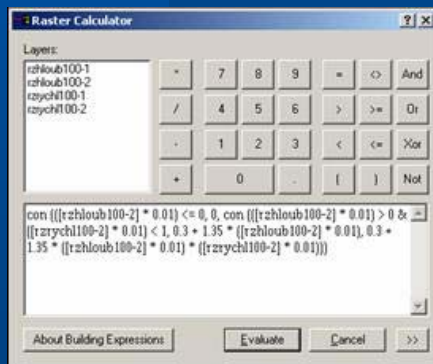 Raster Calculator
Layers:
rzhloub100-1
rzhloub100-2
rzrychl100-1
rzrychl100-2
* 7 8 9 = <> And
/ 4 5 6 > >= Or
- 1 2 3 < <= Xor
+ 0 . ( ) Not
con (([rzhloub100-2] * 0.01) <= 0, 0, con (([rzhloub100-2] * 0.01) > 0 &
([rzrychl100-2] * 0.01) < 1, 0.3 + 1.35 * ([rzhloub100-2] * 0.01), 0.3 +
1.35 * ([rzhloub100-2] * 0.01) * ([rzrychl100-2] * 0.01)))
About Building Expressions Evaluate Cancel >>